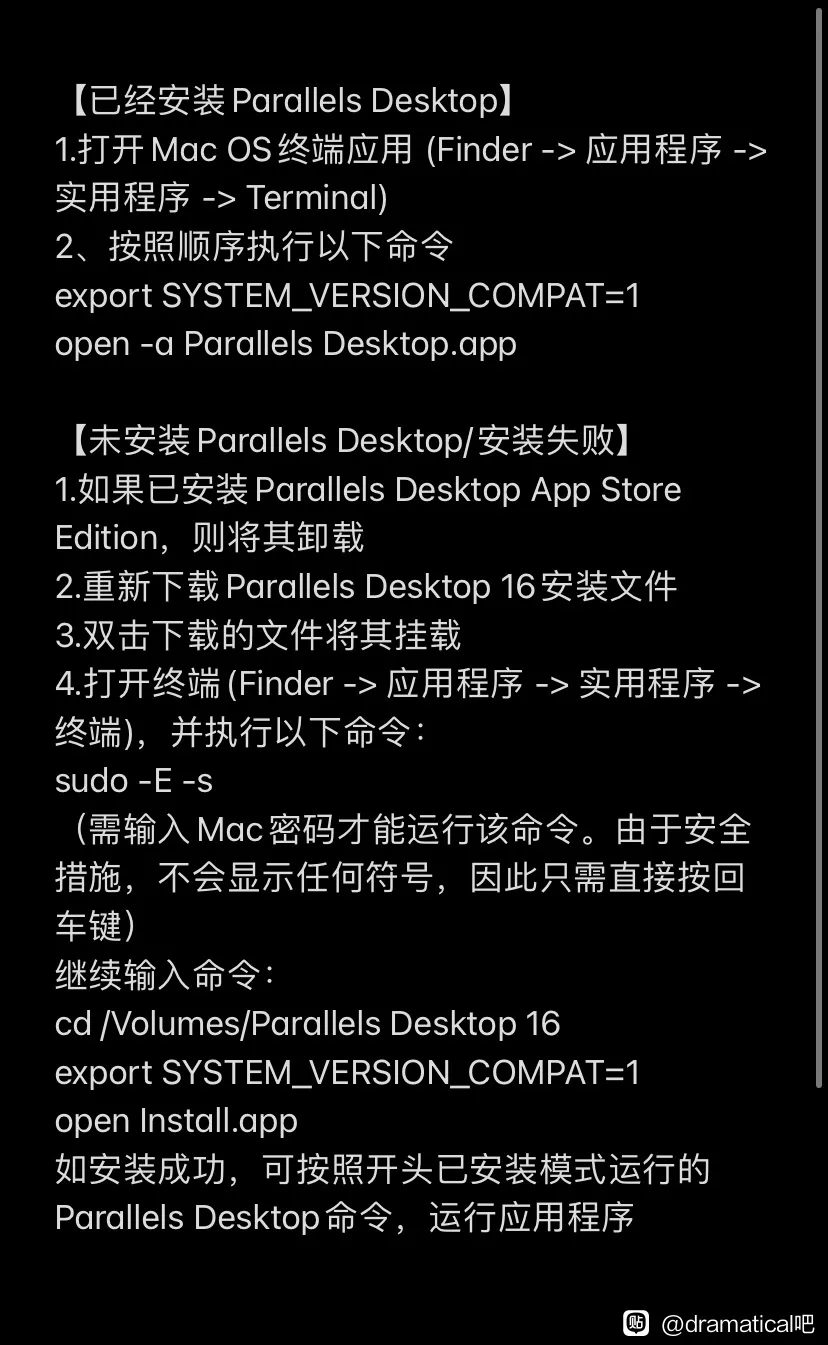 【已经安装Parallels Desktop】
1.打开Mac OS终端应用 (Finder -> 应用程序 ->
实用程序 -> Terminal)
2、按照顺序执行以下命令
export SYSTEM_VERSION_COMPAT=1
open -a Parallels Desktop.app
【未安装Parallels Desktop/安装失败】
1.如果已安装Parallels Desktop App Store
Edition，则将其卸载
2.重新下载Parallels Desktop 16安装文件
3.双击下载的文件将其挂载
4.打开终端(Finder -> 应用程序 -> 实用程序 ->
终端)，并执行以下命令：
sudo -E -s
（需输入Mac密码才能运行该命令。由于安全
措施，不会显示任何符号，因此只需直接按回
车键）
继续输入命令：
cd /Volumes/Parallels Desktop 16
export SYSTEM_VERSION_COMPAT=1
open Install.app
如安装成功，可按照开头已安装模式运行的
Parallels Desktop命令，运行应用程序
贴 @dramatical吧